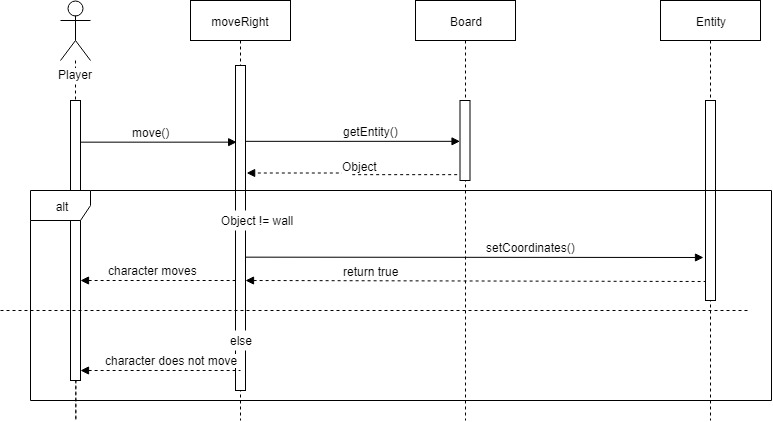 moveRight
Board
Entity
Player
move()
getEntity()
Object
alt
Object != wall
setCoordinates()
character moves
return true
else
character does not move